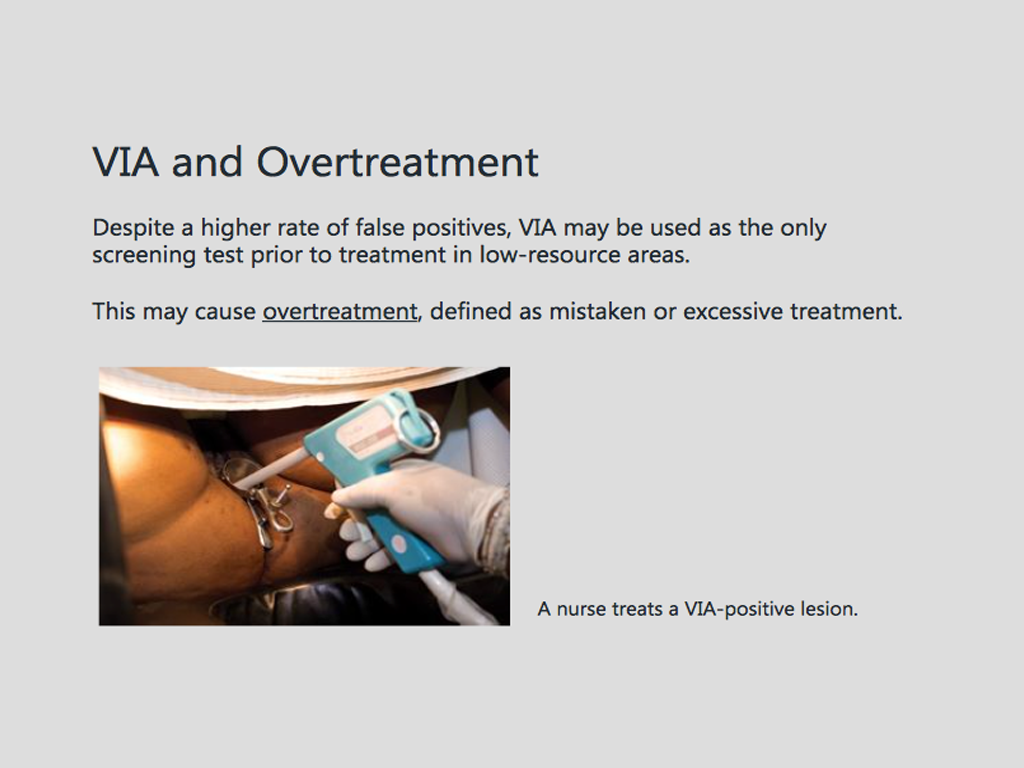 VIA and Overtreatment
Despite a higher rate of false positives, VIA may be used as the only
screening test prior to treatment in low-resource areas.
This may cause overtreatment, defined as mistaken or excessive treatment.
A nurse treats a VIA-positive lesion.